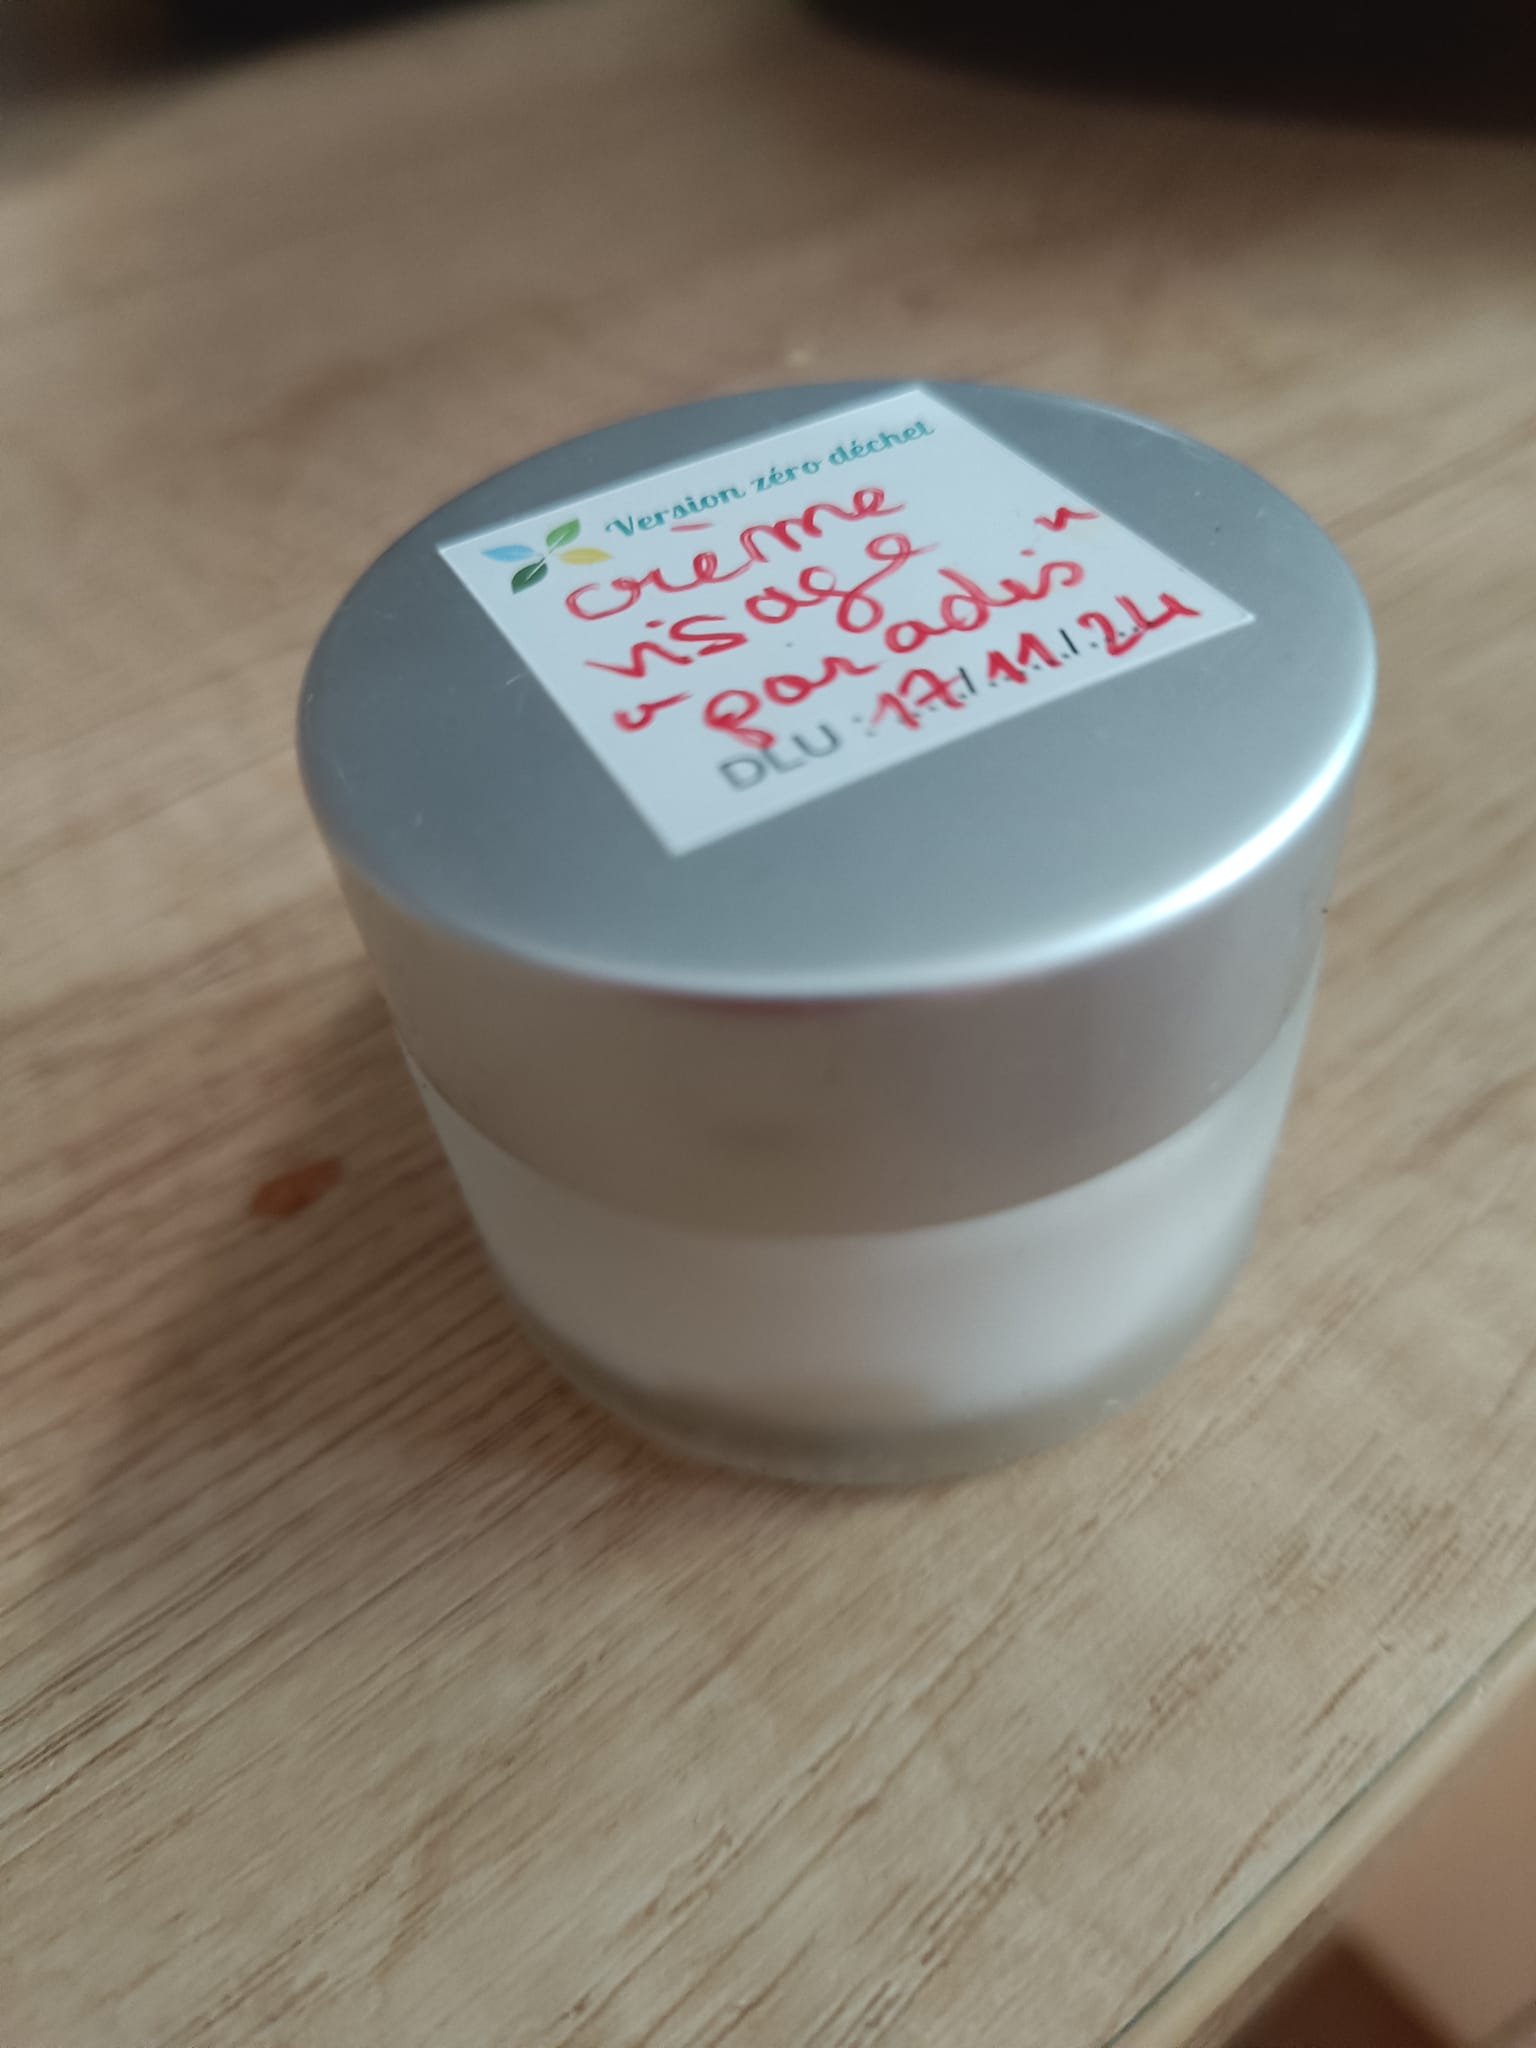 Version zéro déchet
crème
visage
"paradis"
DLU : 17/11/24